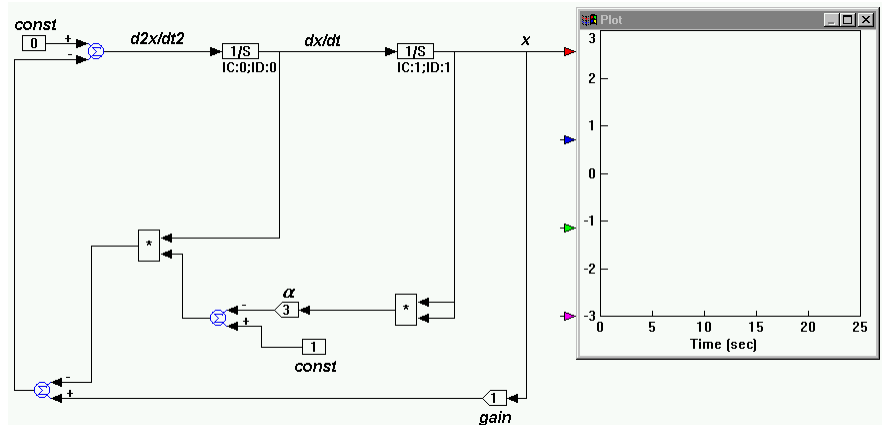 const
0
+
-
Σ
d2x/dt2
1/S
IC:0;ID:0
dx/dt
1/S
IC:1;ID:1
x
Plot
3
2
1
0
-1
-2
-3
0 5 10 15 20 25
Time (sec)
*
α
3
*
-
+
Σ
1
const
-
+
Σ
1
gain